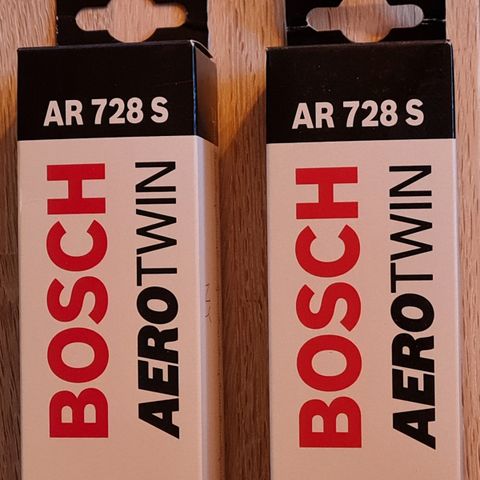 AR 728 S
BOSCH
AEROTWIN
AR 728 S
BOSCH
AEROTWIN